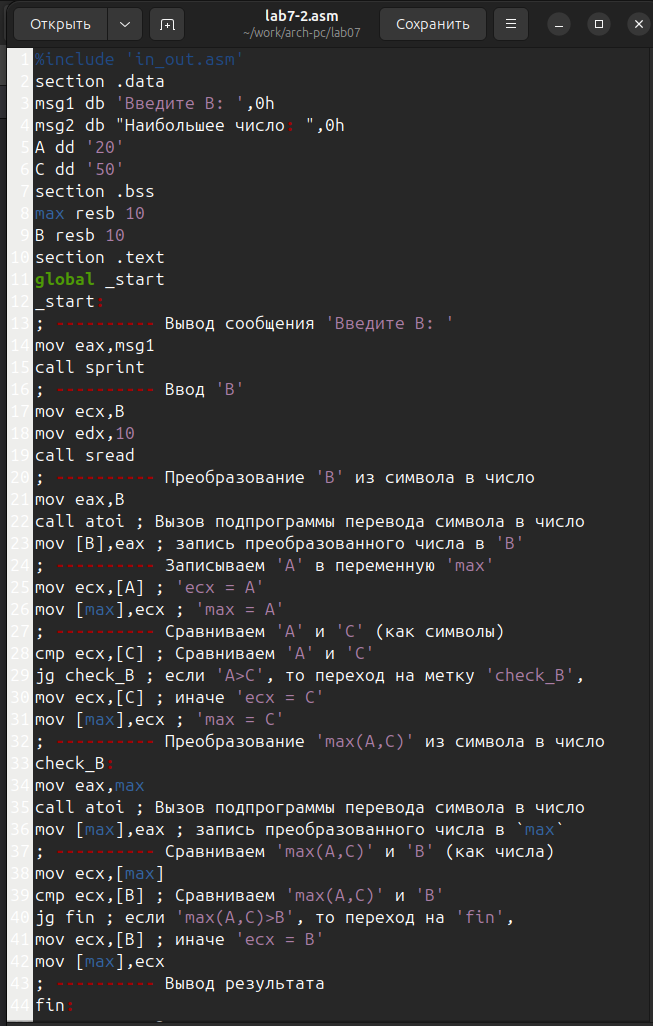 Открыть
lab7-2.asm
~/work/arch-pc/lab07
Сохранить
1 %include 'in_out.asm'
2 section .data
3 msg1 db 'Введите B: ',0h
4 msg2 db "Наибольшее число: ",0h
5 A dd '20'
6 C dd '50'
7 section .bss
8 max resb 10
9 B resb 10
10 section .text
11 global _start
12 _start:
13 ; ---------- Вывод сообщения 'Введите B: '
14 mov eax,msg1
15 call sprint
16 ; ---------- Ввод 'B'
17 mov ecx,B
18 mov edx,10
19 call sread
20 ; ---------- Преобразование 'B' из символа в число
21 mov eax,B
22 call atoi ; Вызов подпрограммы перевода символа в число
23 mov [B],eax ; запись преобразованного числа в 'B'
24 ; ---------- Записываем 'A' в переменную 'max'
25 mov ecx,[A] ; 'ecx = A'
26 mov [max],ecx ; 'max = A'
27 ; ---------- Сравниваем 'A' и 'C' (как символы)
28 cmp ecx,[C] ; Сравниваем 'A' и 'C'
29 jg check_B ; если 'A>C', то переход на метку 'check_B',
30 mov ecx,[C] ; иначе 'ecx = C'
31 mov [max],ecx ; 'max = C'
32 ; ---------- Преобразование 'max(A,C)' из символа в число
33 check_B:
34 mov eax,max
35 call atoi ; Вызов подпрограммы перевода символа в число
36 mov [max],eax ; запись преобразованного числа в `max`
37 ; ---------- Сравниваем 'max(A,C)' и 'B' (как числа)
38 mov ecx,[max]
39 cmp ecx,[B] ; Сравниваем 'max(A,C)' и 'B'
40 jg fin ; если 'max(A,C)>B', то переход на 'fin',
41 mov ecx,[B] ; иначе 'ecx = B'
42 mov [max],ecx
43 ; ---------- Вывод результата
44 fin: